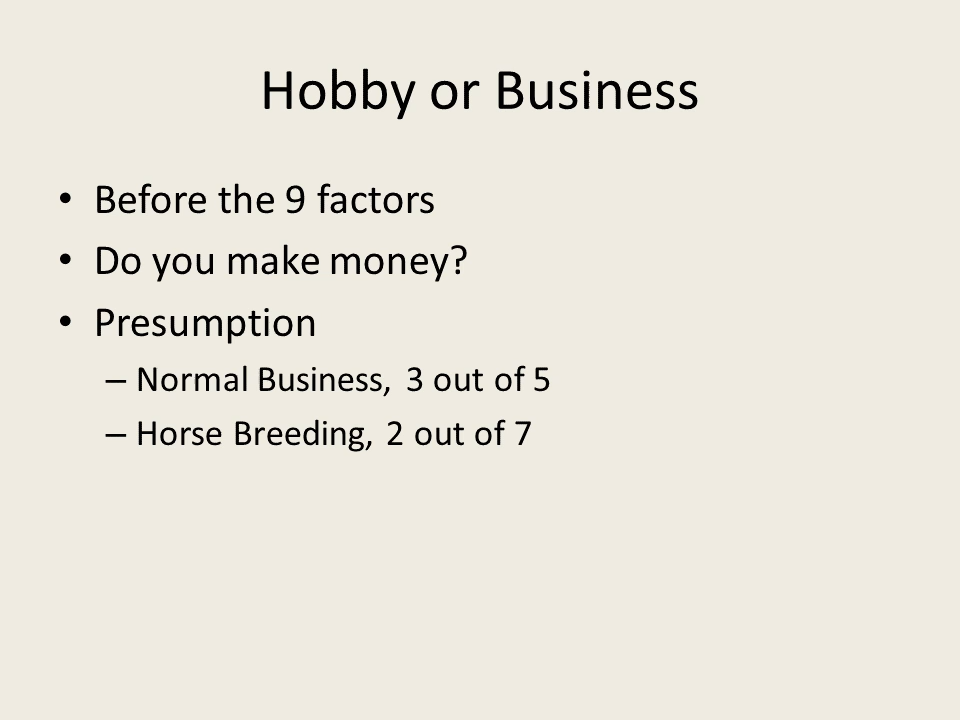 Hobby or Business
• Before the 9 factors
• Do you make money?
• Presumption
– Normal Business, 3 out of 5
– Horse Breeding, 2 out of 7